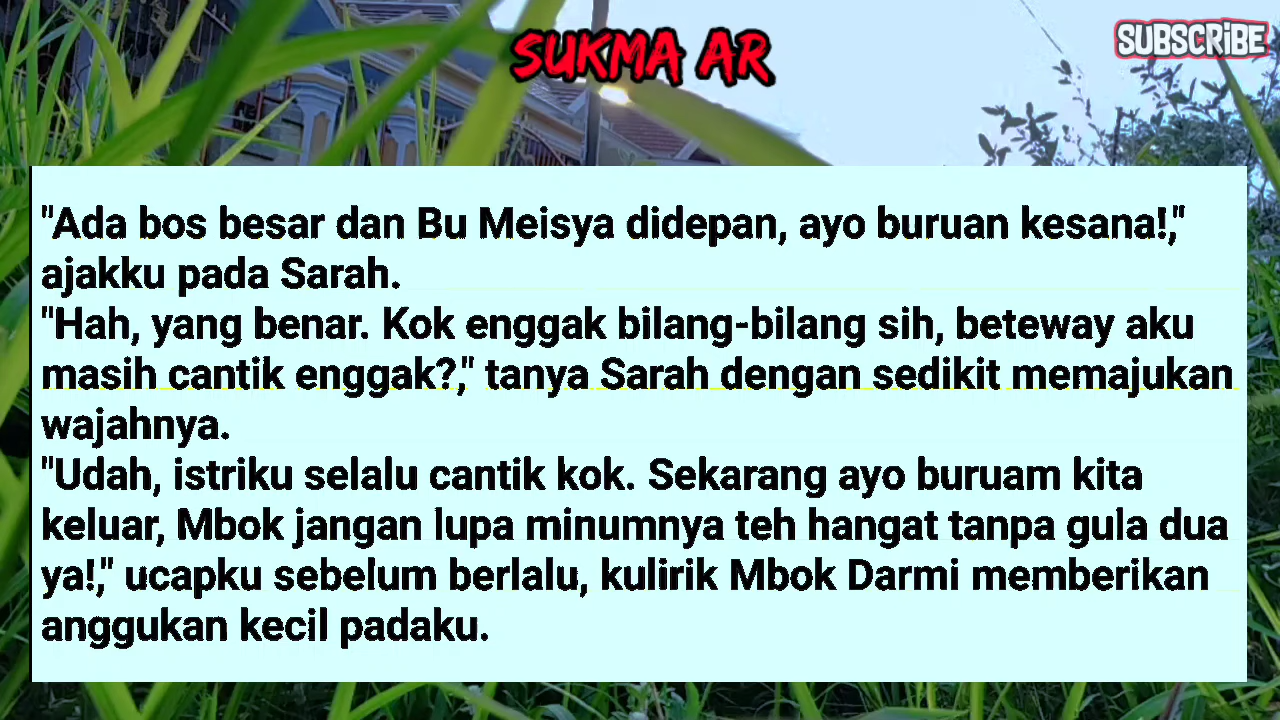 SUKMA AR
SUBSCRIBE
"Ada bos besar dan Bu Meisya didepan, ayo buruan kesana!,"
ajakku pada Sarah.
"Hah, yang benar. Kok enggak bilang-bilang sih, beteway aku
masih cantik enggak?," tanya Sarah dengan sedikit memajukan
wajahnya.
"Udah, istriku selalu cantik kok. Sekarang ayo buruam kita
keluar, Mbok jangan lupa minumnya teh hangat tanpa gula dua
ya!," ucapku sebelum berlalu, kulirik Mbok Darmi memberikan
anggukan kecil padaku.